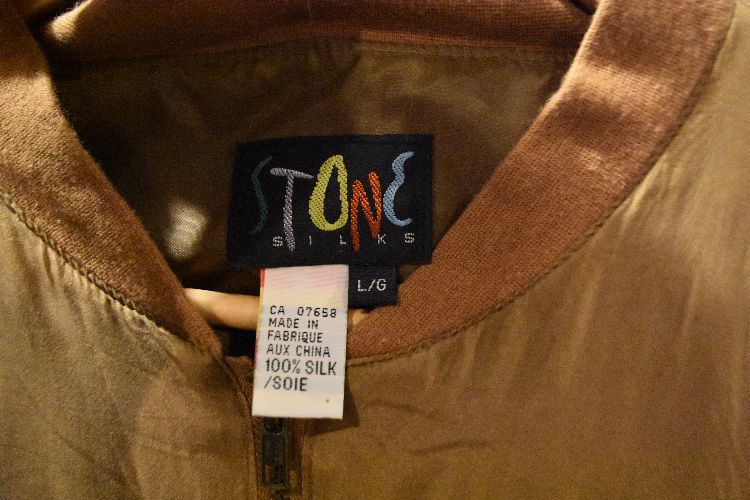 STONE
SILKS
L/G
CA 07658
MADE IN
FABRIQUE
AUX CHINA
100% SILK
/SOIE